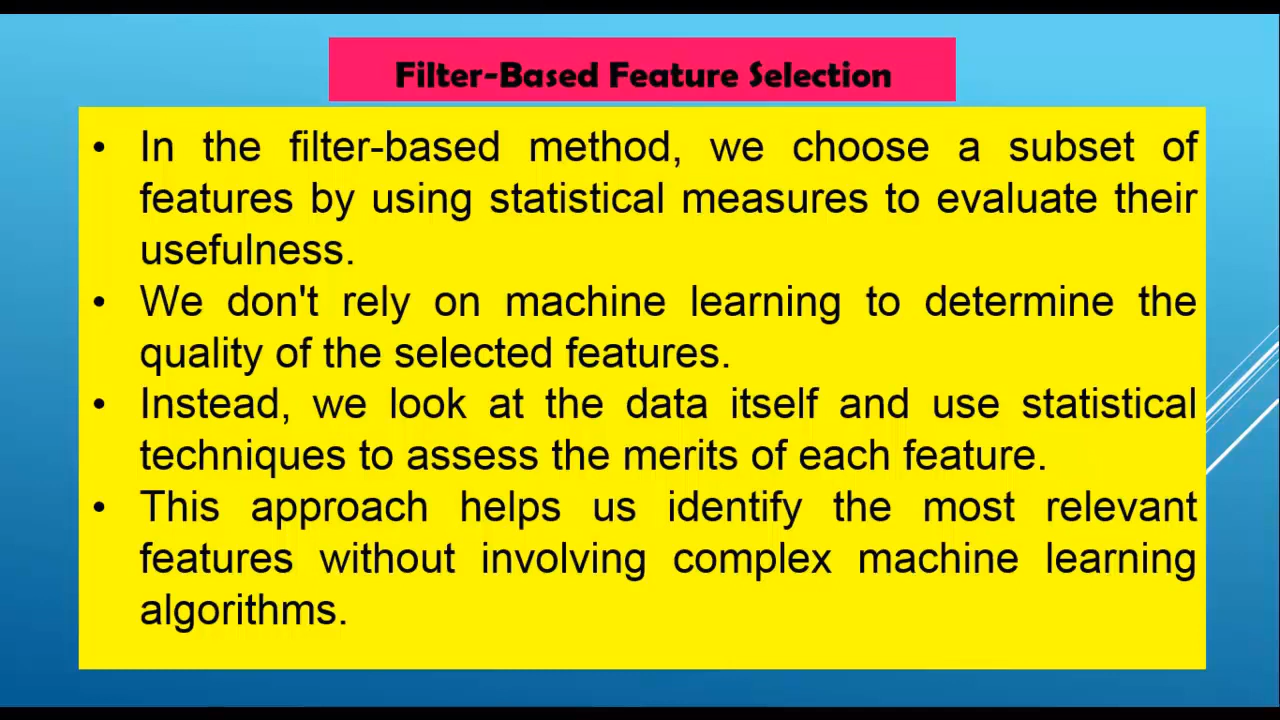 Filter-Based Feature Selection
• In the filter-based method, we choose a subset of
features by using statistical measures to evaluate their
usefulness.
• We don't rely on machine learning to determine the
quality of the selected features.
• Instead, we look at the data itself and use statistical
techniques to assess the merits of each feature.
• This approach helps us identify the most relevant
features without involving complex machine learning
algorithms.